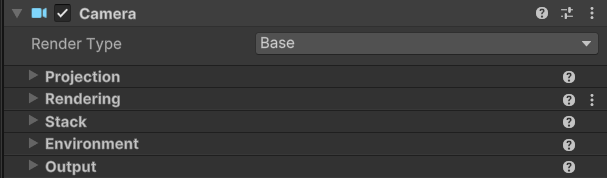 Camera
Render Type Base
Projection
Rendering
Stack
Environment
Output